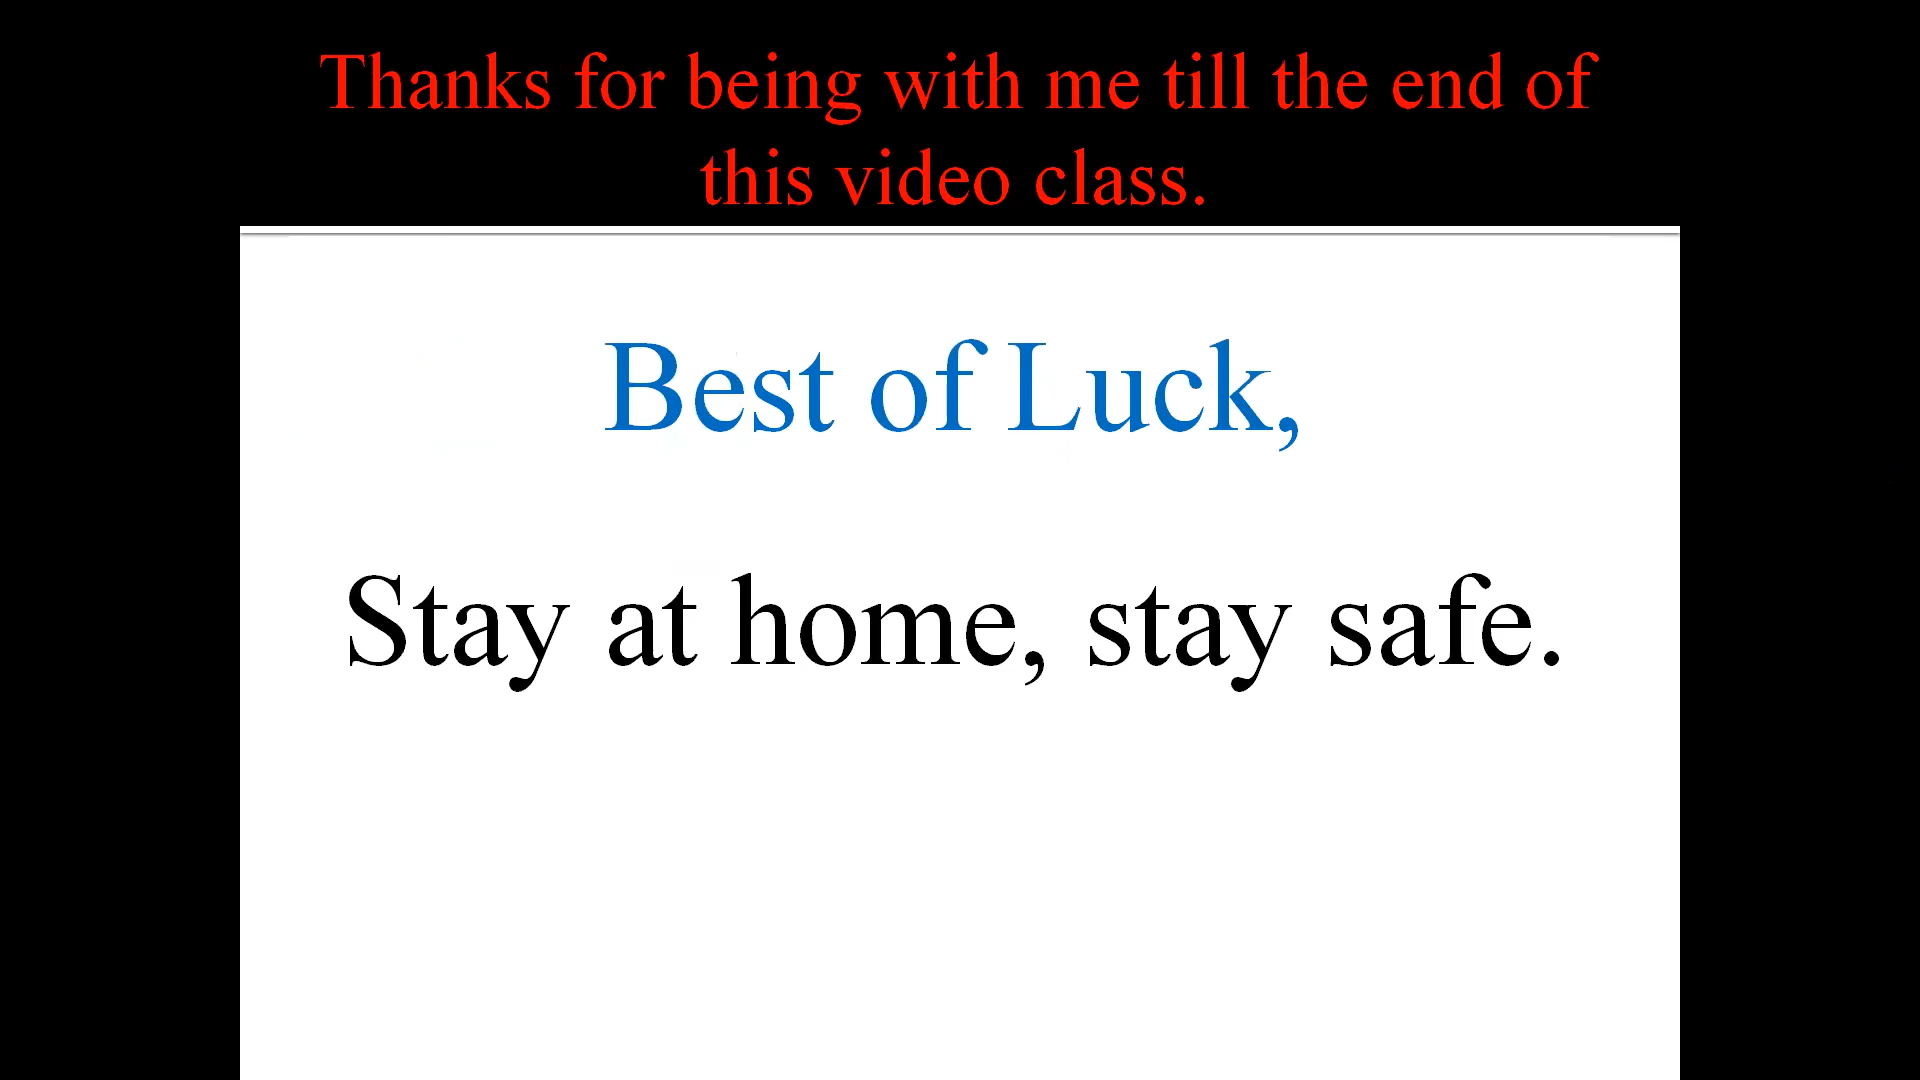 Thanks for being with me till the end of
this video class.
Best of Luck,
Stay at home, stay safe.